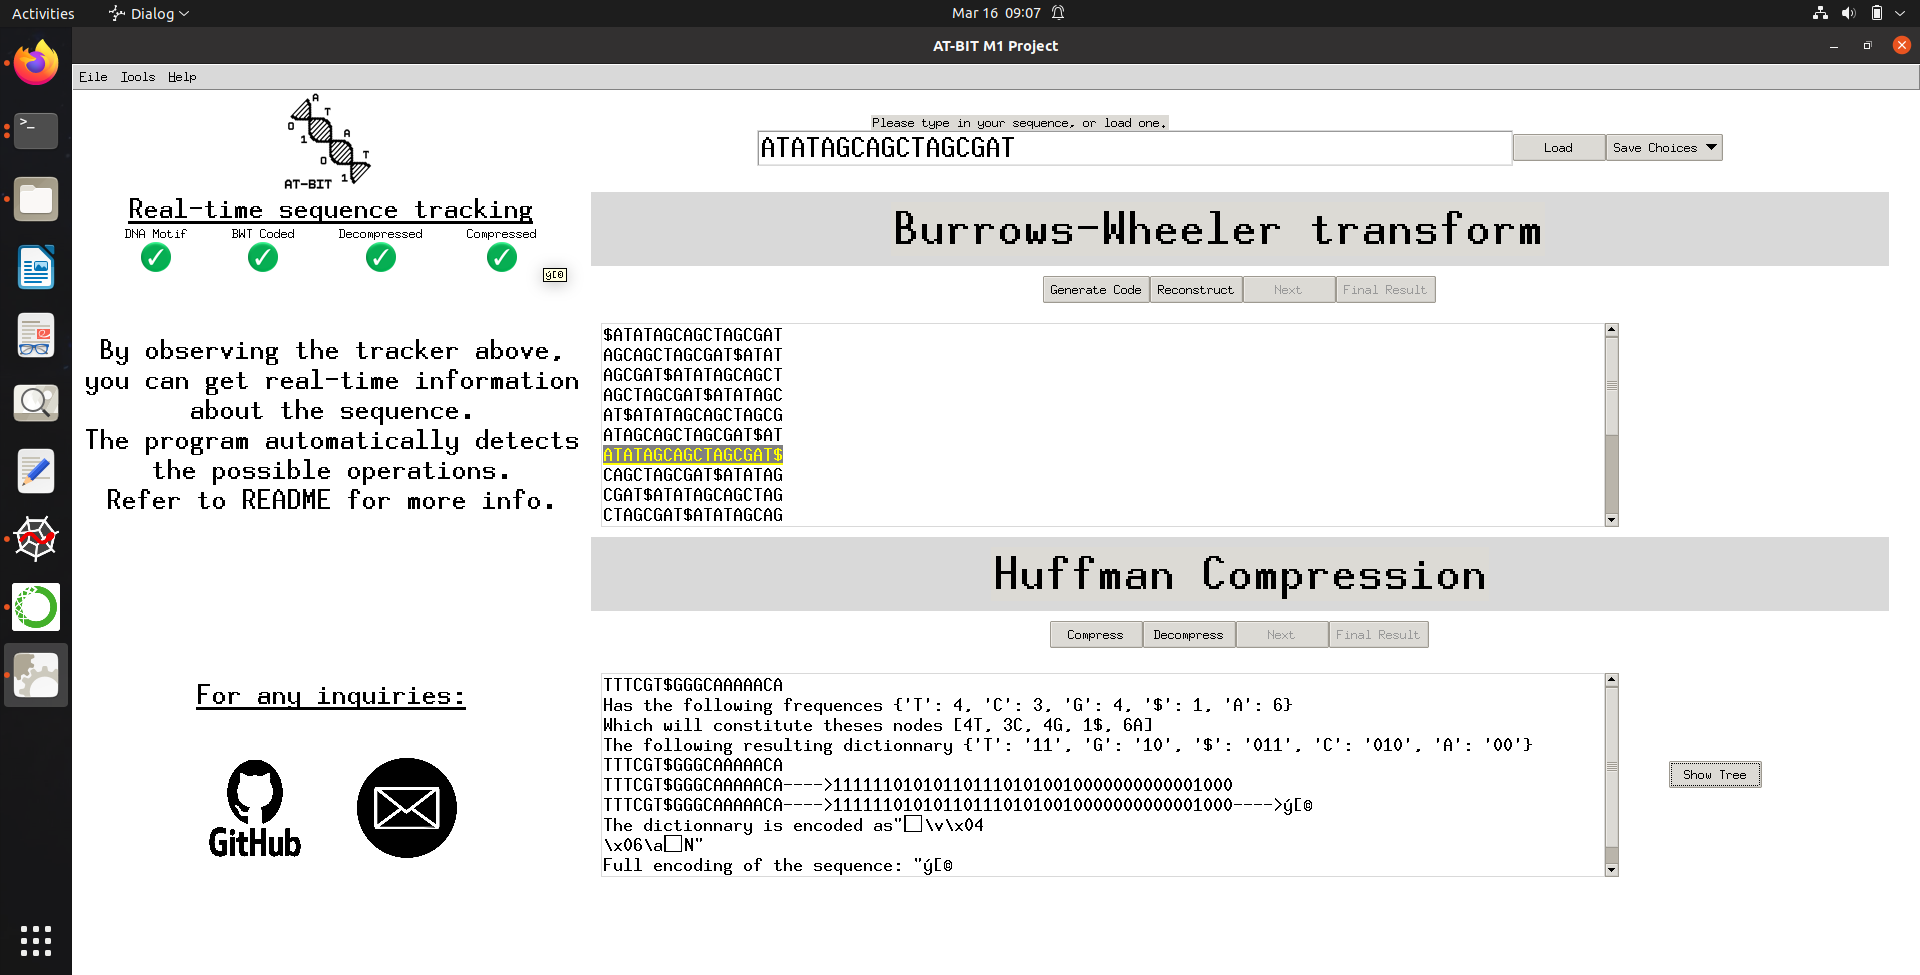 Activities
Dialog
Mar 16 09:07
AT-BIT M1 Project
Eile Tools Help
A
T
0
1
A
0
T
1
AT-BIT
Please type in your sequence, or load one.
ATATAGCAGCTAGCGAT
Load
Save Choices
Real-time sequence tracking
DNA Motif
BWT Coded
Decompressed
Compressed
ý[@
By observing the tracker above,
you can get real-time information
about the sequence.
The program automatically detects
the possible operations.
Refer to README for more info.
For any inquiries:
GitHub
Burrows-Wheeler transform
Generate Code
Reconstruct
Next
Final Result
$ATATAGCAGCTAGCGAT
AGCAGCTAGCGAT$ATAT
AGCGAT$ATATAGCAGCT
AGCTAGCGAT$ATATAGC
AT$ATATAGCAGCTAGCG
ATAGCAGCTAGCGAT$AT
ATATAGCAGCTAGCGAT$
CAGCTAGCGAT$ATATAG
CGAT$ATATAGCAGCTAG
CTAGCGAT$ATATAGCAG
Huffman Compression
Compress
Decompress
Next
Final Result
TTTCGT$GGGCAAAAACA
Has the following frequences {'T': 4, 'C': 3, 'G': 4, '$': 1, 'A': 6}
Which will constitute theses nodes [4T, 3C, 4G, 1$, 6A]
The following resulting dictionnary {'T': '11', 'G': '10', '$': '011', 'C': '010', 'A': '00'}
TTTCGT$GGGCAAAAACA
TTTCGT$GGGCAAAAACA---->1111110101011011101010010000000000001000
TTTCGT$GGGCAAAAACA---->1111110101011011101010010000000000001000---->ý[@
The dictionnary is encoded as"□\v\x04
\x06\a□N"
Full encoding of the sequence: "ý[@
Show Tree